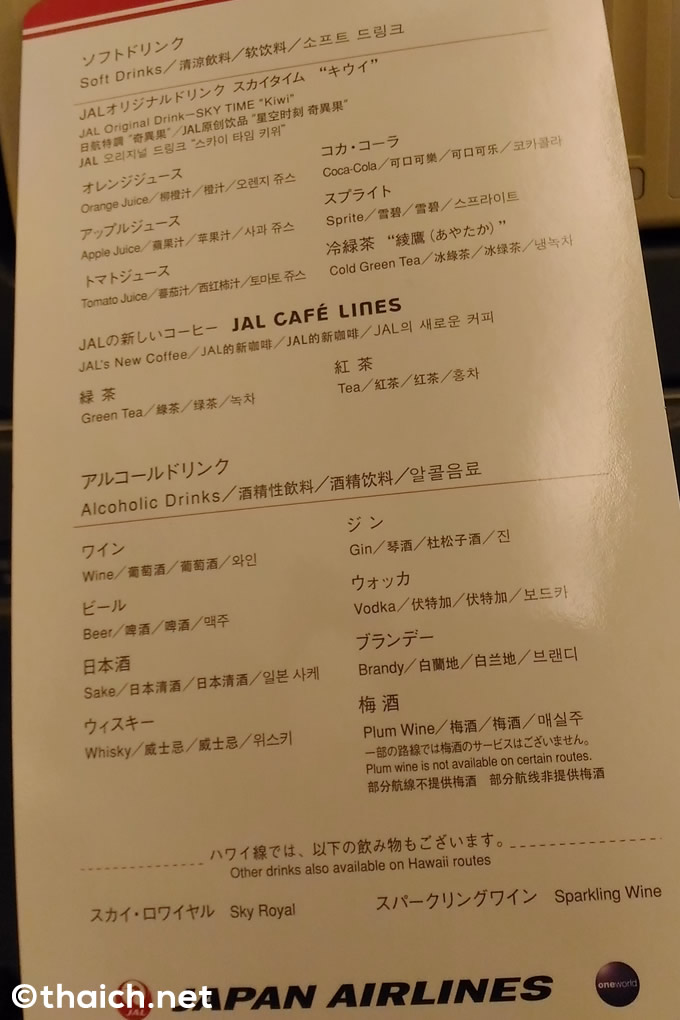 ソフトドリンク
Soft Drinks／清涼飲料／软饮料／소프트 드링크
JALオリジナルドリンク スカイタイム “キウイ”
JAL Original Drink—SKY TIME “Kiwi”
日航特調 “奇異果”／JAL原创饮品 “星空时刻 奇異果”
JAL 오리지널 드링크 “스카이 타임 키위”
オレンジジュース
Orange Juice／柳橙汁／橙汁／오렌지 쥬스
アップルジュース
Apple Juice／蘋果汁／苹果汁／사과 쥬스
トマトジュース
Tomato Juice／蕃茄汁／西红柿汁／토마토 쥬스
コカ・コーラ
Coca-Cola／可口可樂／可口可乐／코카콜라
スプライト
Sprite／雪碧／雪碧／스프라이트
冷緑茶 “綾鷹（あやたか）”
Cold Green Tea／冰綠茶／冰绿茶／냉녹차
JALの新しいコーヒー JAL CAFÉ LINES
JAL's New Coffee／JAL的新咖啡／JAL的新咖啡／JAL의 새로운 커피
緑 茶
Green Tea／綠茶／绿茶／녹차
紅 茶
Tea／紅茶／红茶／홍차
アルコールドリンク
Alcoholic Drinks／酒精性飲料／酒精饮料／알콜음료
ワイン
Wine／葡萄酒／葡萄酒／와인
ビール
Beer／啤酒／啤酒／맥주
日本酒
Sake／日本清酒／日本清酒／일본 사케
ウィスキー
Whisky／威士忌／威士忌／위스키
ジ ン
Gin／琴酒／杜松子酒／진
ウォッカ
Vodka／伏特加／伏特加／보드카
ブランデー
Brandy／白蘭地／白兰地／브랜디
梅 酒
Plum Wine／梅酒／梅酒／매실주
一部の路線では梅酒のサービスはございません。
Plum wine is not available on certain routes.
部分航線不提供梅酒 部分航线非提供梅酒
ハワイ線では、以下の飲み物もございます。
Other drinks also available on Hawaii routes
スカイ・ロワイヤル Sky Royal
スパークリングワイン Sparkling Wine
JAL JAPAN AIRLINES
oneworld
©thaich.net